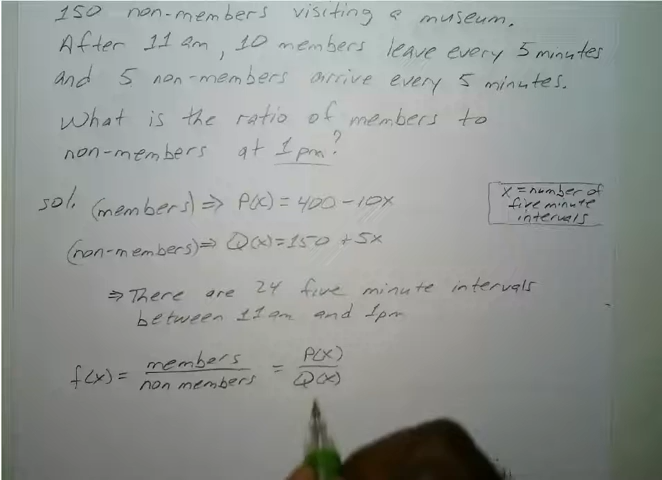 150 non-members visiting a museum.
After 11 am, 10 members leave every 5 minutes
and 5 non-members arrive every 5 minutes.
What is the ratio of members to
non-members at 1 pm?
sol. (members) ⇒ P(x) = 400 - 10x
x = number of
five minute
intervals
(non-members) ⇒ Q(x) = 150 + 5x
⇒ There are 24 five minute intervals
between 11 am and 1pm
f(x) = members / non members = P(x) / Q(x)